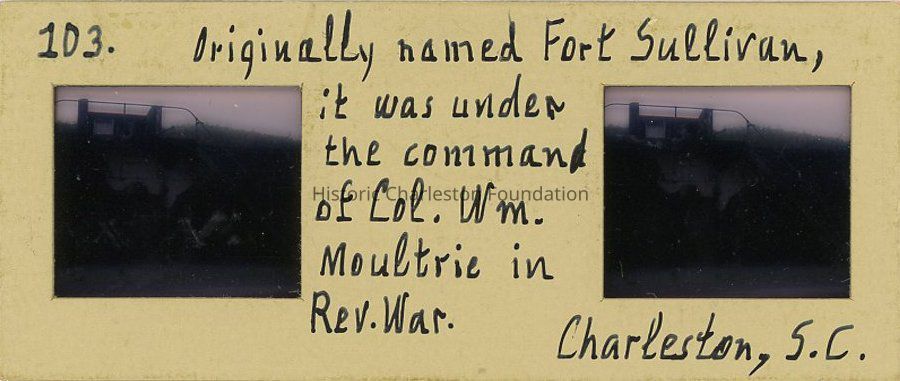 103. Originally named Fort Sullivan,
it was under
the command
of Col. Wm.
Moultrie in
Rev. War.
Charleston, S.C.
Historic Charleston Foundation